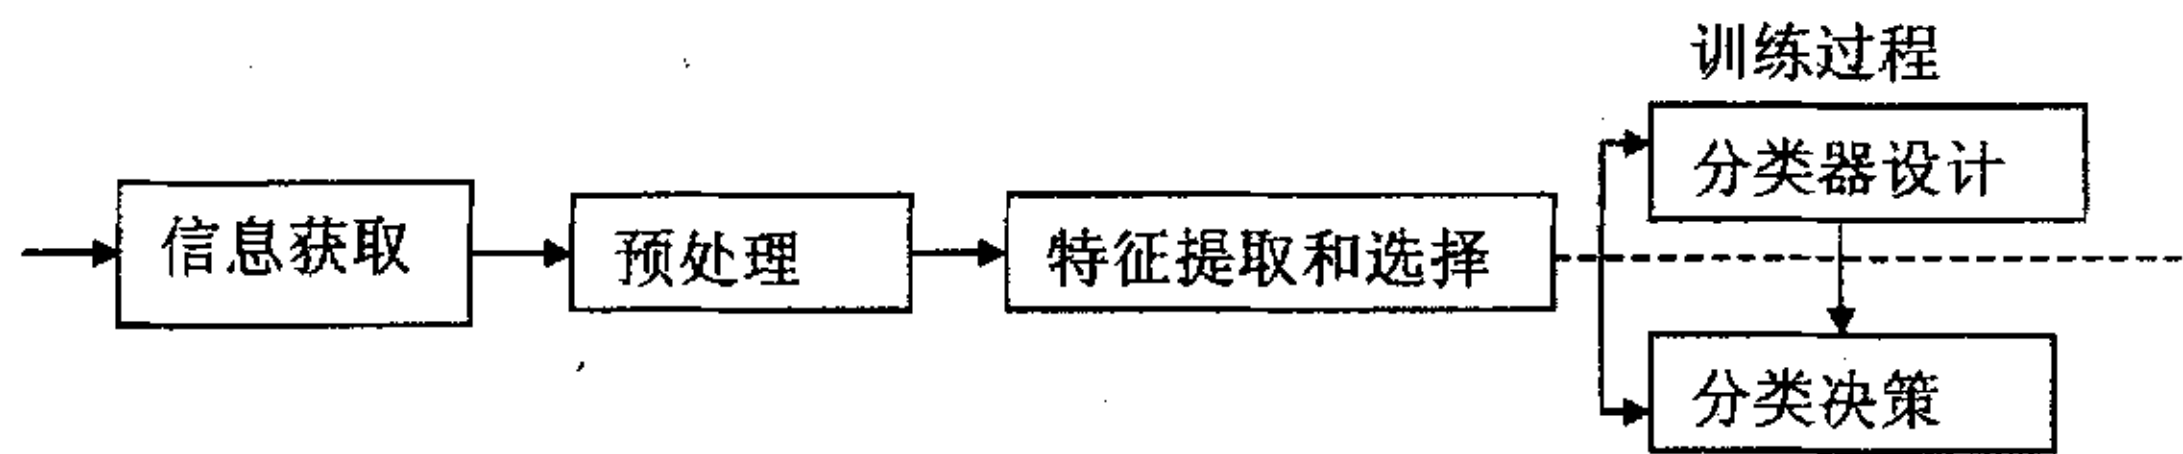 训练过程
分类器设计
信息获取
预处理
特征提取和选择
分类决策